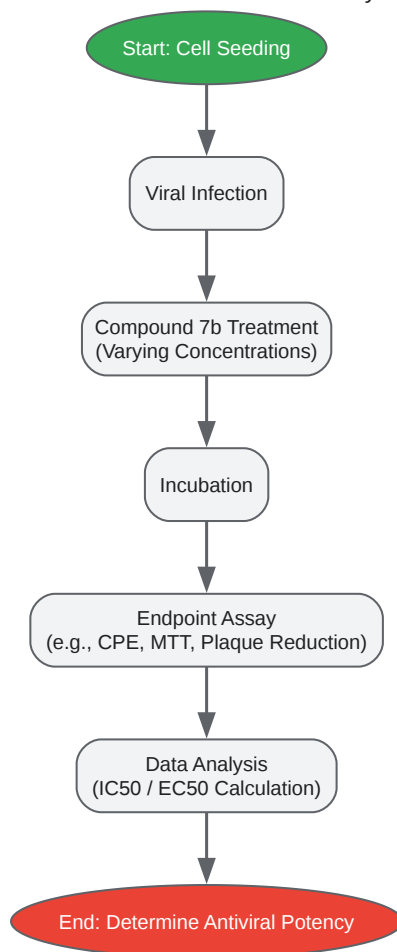 Start: Cell Seeding
Viral Infection
Compound 7b Treatment
(Varying Concentrations)
Incubation
Endpoint Assay
(e.g., CPE, MTT, Plaque Reduction)
Data Analysis
(IC50 / EC50 Calculation)
End: Determine Antiviral Potency